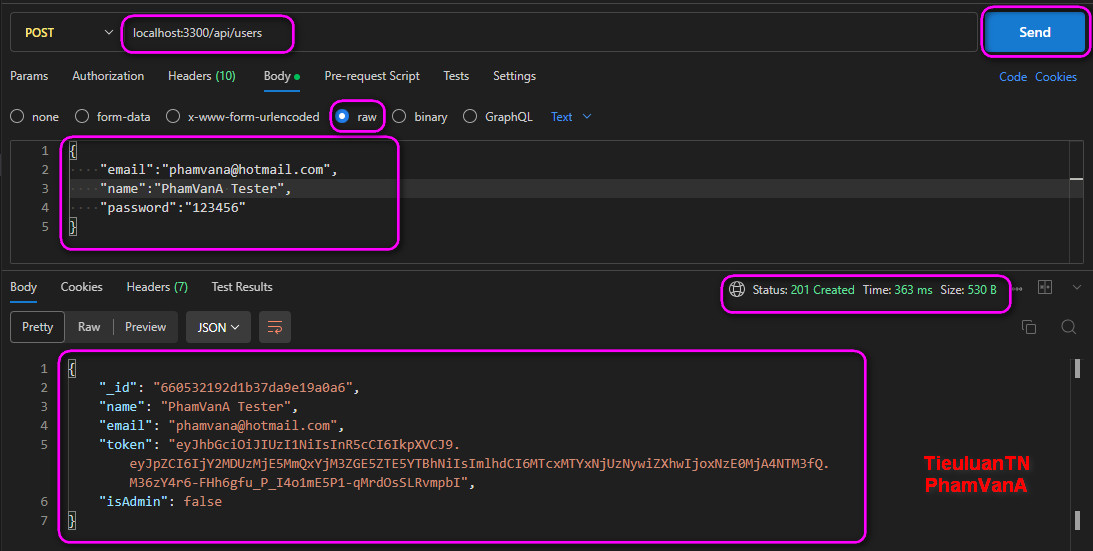 POST localhost:3300/api/users Send
Params Authorization Headers (10) Body Pre-request Script Tests Settings Code Cookies
none form-data x-www-form-urlencoded raw binary GraphQL Text
1 {
2 "email":"phamvana@hotmail.com",
3 "name":"PhamVanA Tester",
4 "password":"123456"
5 }
Body Cookies Headers (7) Test Results Status: 201 Created Time: 363 ms Size: 530 B
Pretty Raw Preview JSON
1 {
2 "_id": "660532192d1b37da9e19a0a6",
3 "name": "PhamVanA Tester",
4 "email": "phamvana@hotmail.com",
5 "token": "eyJhbGciOiJIUzI1NiIsInR5cCI6IkpXVCJ9.
eyJpZCI6IjY2MDUzMjE5MmQxYjM3ZGE5ZTE5YTBhNiIsImlhdCI6MTcxMTYxNjUzNywiZXhwIjoxNzE0MjA4NTM3fQ.
M36zY4r6-FHh6gfu_P_I4o1mE5P1-qMrdOsSLRvmpbI",
6 "isAdmin": false
7 }
TieuluanTN
PhamVanA